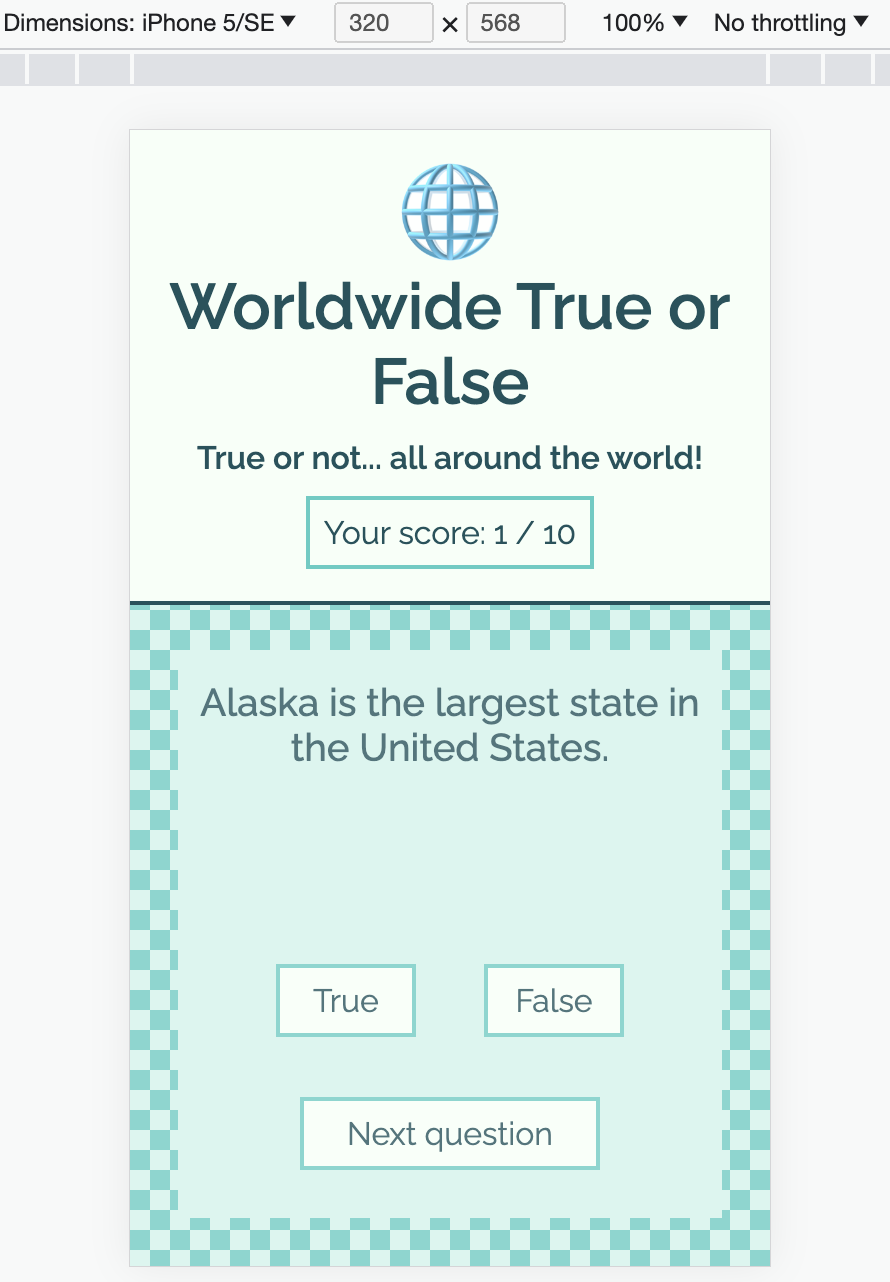 Dimensions: iPhone 5/SE ▼ 320 × 568 100% ▼ No throttling ▼
Worldwide True or
False
True or not... all around the world!
Your score: 1 / 10
Alaska is the largest state in
the United States.
True False
Next question